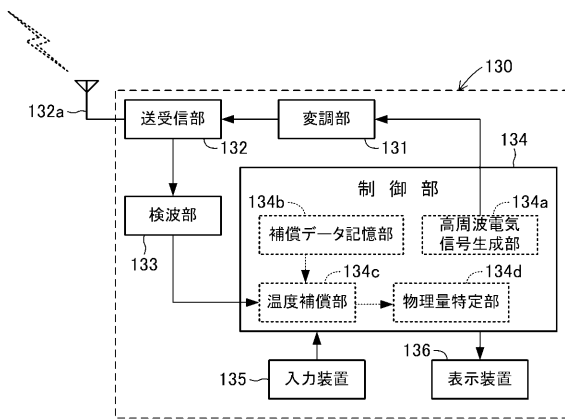 130
132a
送受信部
132
変調部
131
134
制御部
134b
134a
補償データ記憶部
高周波電気
信号生成部
検波部
133
134c
134d
温度補償部
物理量特定部
135
入力装置
136
表示装置